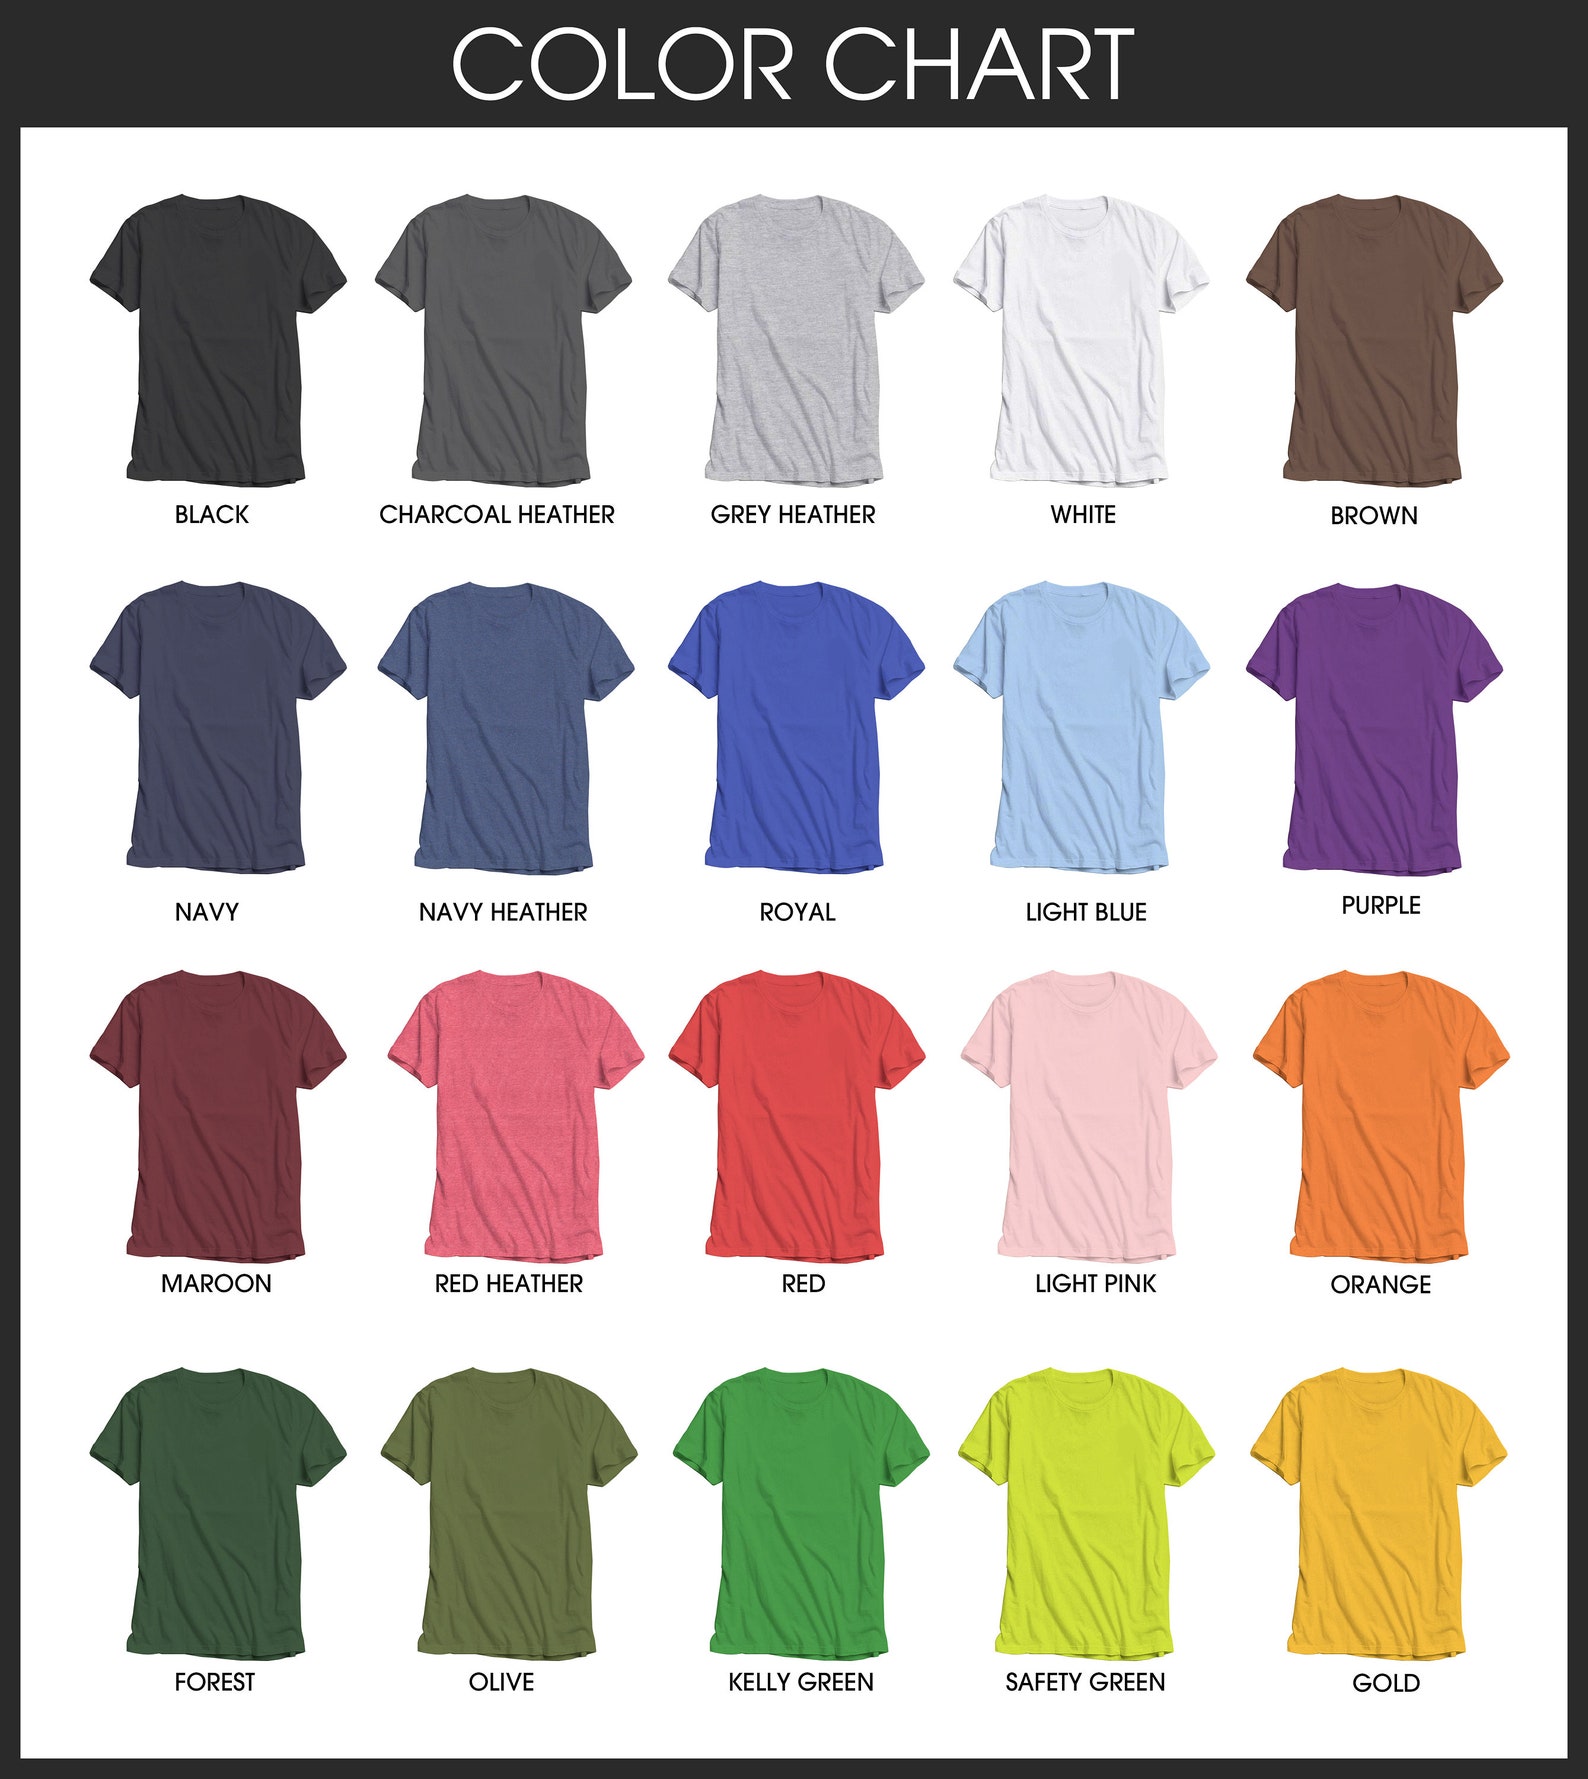 COLOR CHART
BLACK
CHARCOAL HEATHER
GREY HEATHER
WHITE
BROWN
NAVY
NAVY HEATHER
ROYAL
LIGHT BLUE
PURPLE
MAROON
RED HEATHER
RED
LIGHT PINK
ORANGE
FOREST
OLIVE
KELLY GREEN
SAFETY GREEN
GOLD